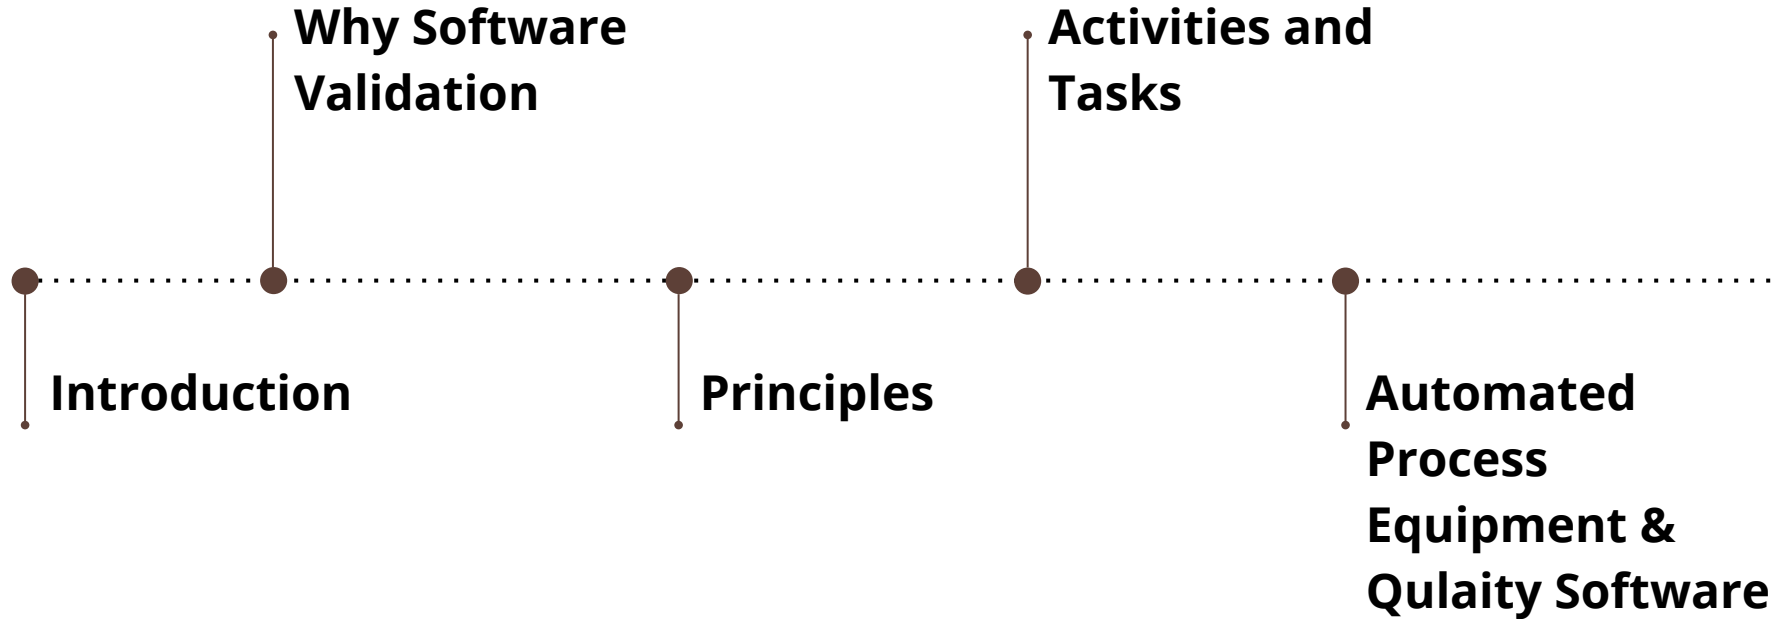 Why Software
Validation
Activities and
Tasks
Introduction
Principles
Automated
Process
Equipment &
Qulaity Software